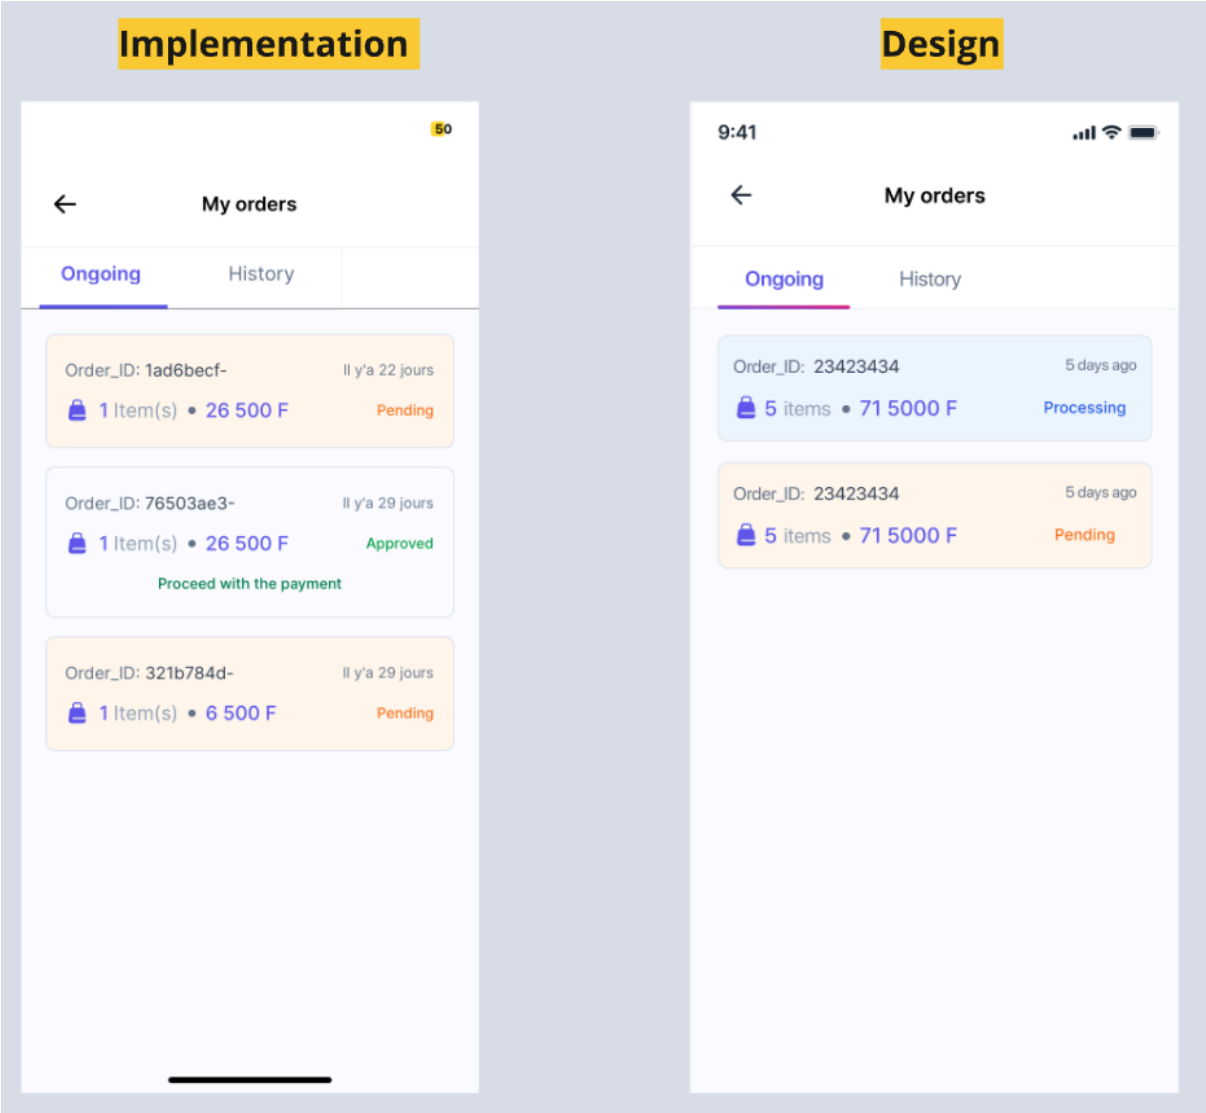 Implementation
50
My orders
Ongoing
History
Order_ID: 1ad6becf-
Il y'a 22 jours
1 Item(s) • 26 500 F
Pending
Order_ID: 76503ae3-
Il y'a 29 jours
1 Item(s) • 26 500 F
Approved
Proceed with the payment
Order_ID: 321b784d-
Il y'a 29 jours
1 Item(s) • 6 500 F
Pending
Design
9:41
My orders
Ongoing
History
Order_ID: 23423434
5 days ago
5 items • 71 5000 F
Processing
Order_ID: 23423434
5 days ago
5 items • 71 5000 F
Pending